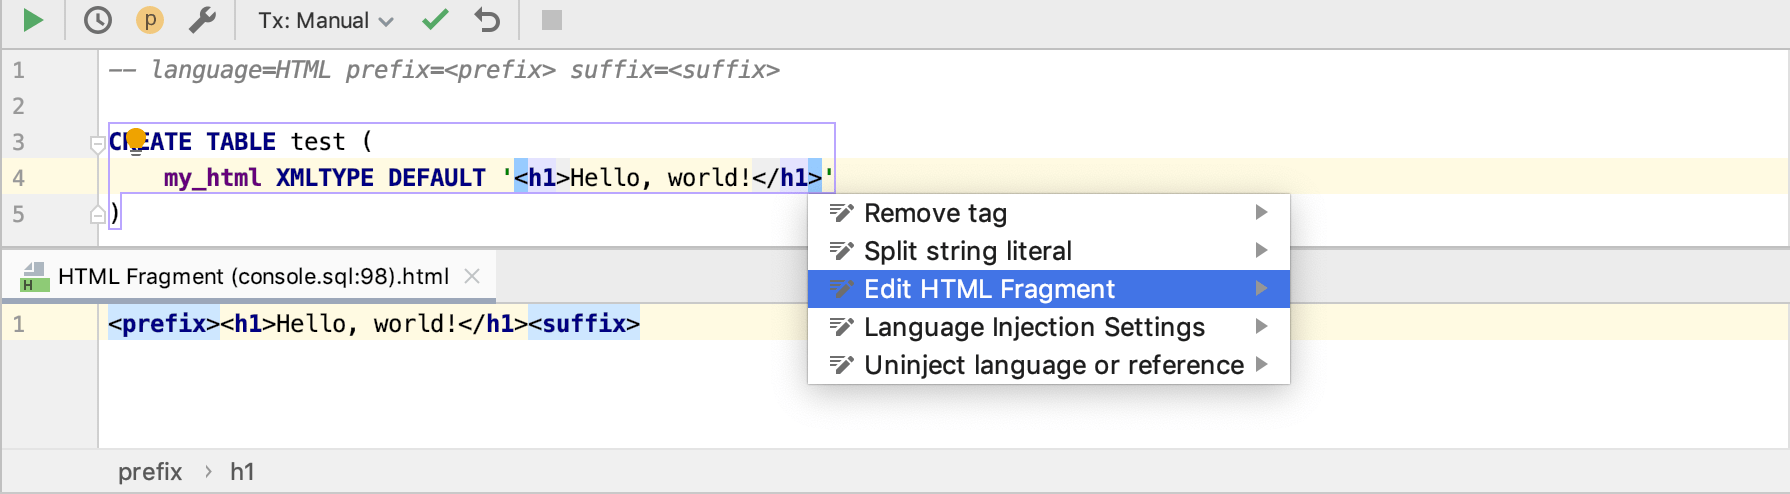 p Tx: Manual
1 -- language=HTML prefix=<prefix> suffix=<suffix>
2
3 CREATE TABLE test (
4 my_html XMLTYPE DEFAULT '<h1>Hello, world!</h1>'
5 )
Remove tag
Split string literal
Edit HTML Fragment
Language Injection Settings
Uninject language or reference
H HTML Fragment (console.sql:98).html
1 <prefix><h1>Hello, world!</h1><suffix>
prefix › h1